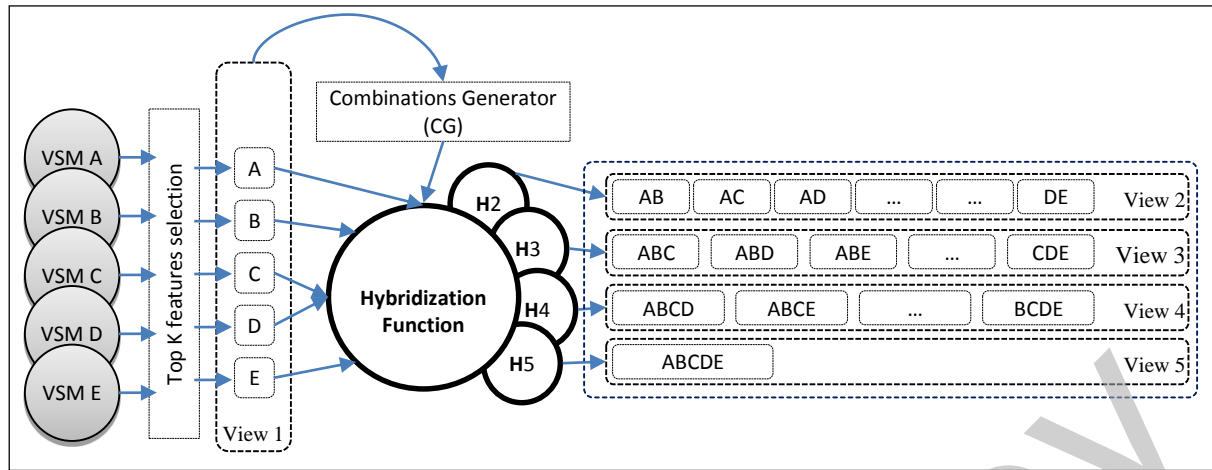 VSM A
VSM B
VSM C
VSM D
VSM E
Top K features selection
A
B
C
D
E
View 1
Combinations Generator
(CG)
Hybridization
Function
H2
H3
H4
H5
AB AC AD ... ... DE View 2
ABC ABD ABE ... CDE View 3
ABCD ABCE ... BCDE View 4
ABCDE View 5